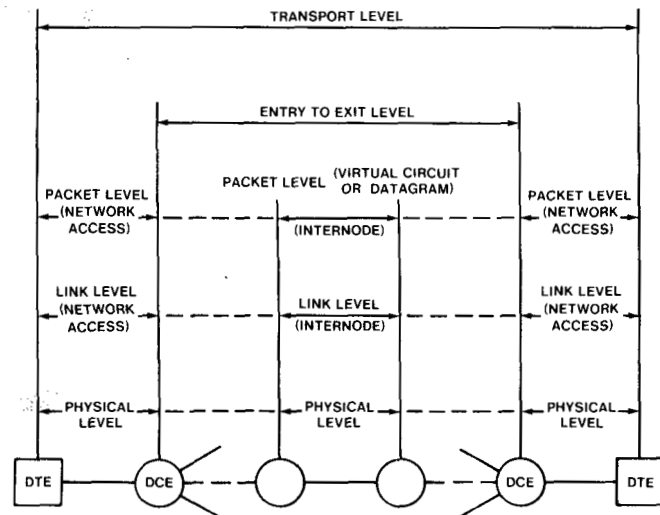 TRANSPORT LEVEL
ENTRY TO EXIT LEVEL
PACKET LEVEL
(NETWORK
ACCESS)
PACKET LEVEL
(VIRTUAL CIRCUIT
OR DATAGRAM)
(INTERNODE)
PACKET LEVEL
(NETWORK
ACCESS)
LINK LEVEL
(NETWORK
ACCESS)
LINK LEVEL
(INTERNODE)
LINK LEVEL
(NETWORK
ACCESS)
PHYSICAL
LEVEL
PHYSICAL
LEVEL
PHYSICAL
LEVEL
DTE
DCE
DCE
DTE